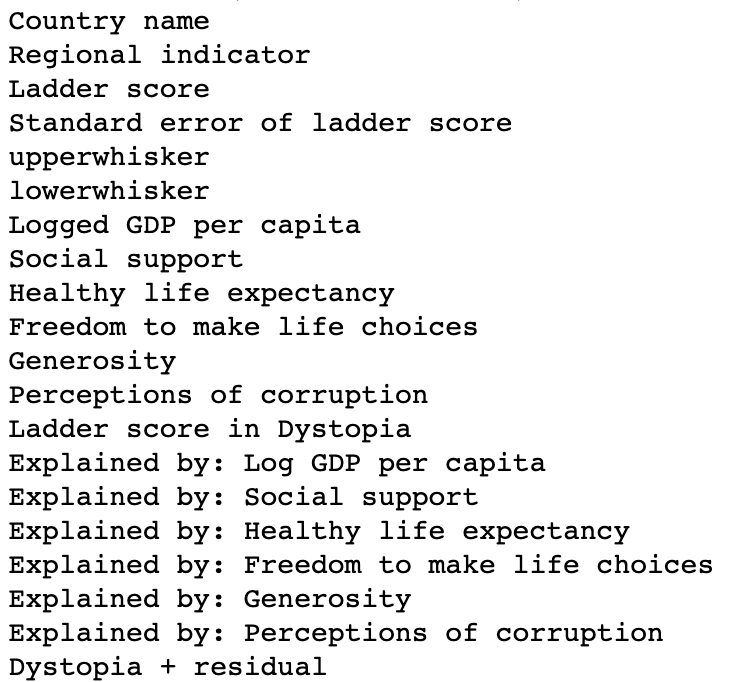 Country name
Regional indicator
Ladder score
Standard error of ladder score
upperwhisker
lowerwhisker
Logged GDP per capita
Social support
Healthy life expectancy
Freedom to make life choices
Generosity
Perceptions of corruption
Ladder score in Dystopia
Explained by: Log GDP per capita
Explained by: Social support
Explained by: Healthy life expectancy
Explained by: Freedom to make life choices
Explained by: Generosity
Explained by: Perceptions of corruption
Dystopia + residual